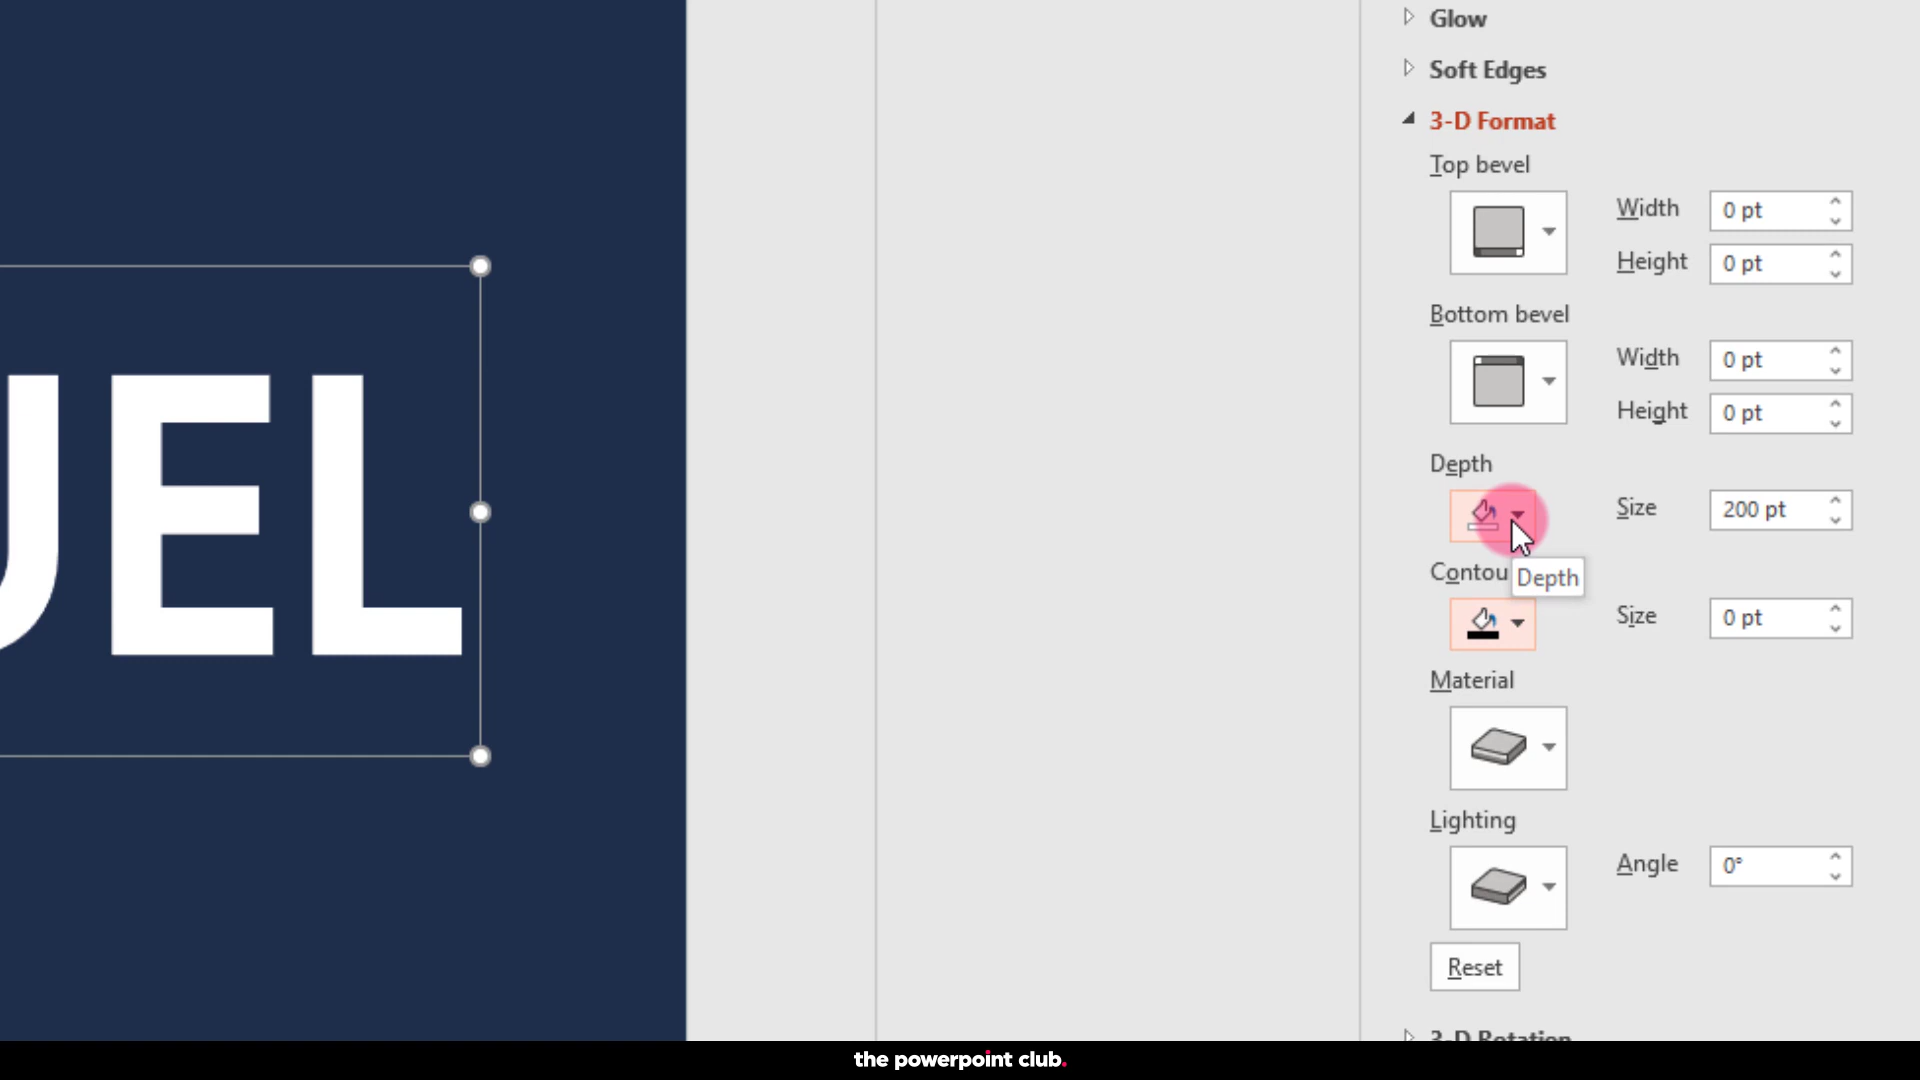 Glow
Soft Edges
3-D Format
Top bevel
Width 0 pt
Height 0 pt
Bottom bevel
Width 0 pt
Height 0 pt
UEL
Depth
Size 200 pt
Depth
Contou
Size 0 pt
Material
Lighting
Angle 0°
Reset
3-D Rotation
the powerpoint club.